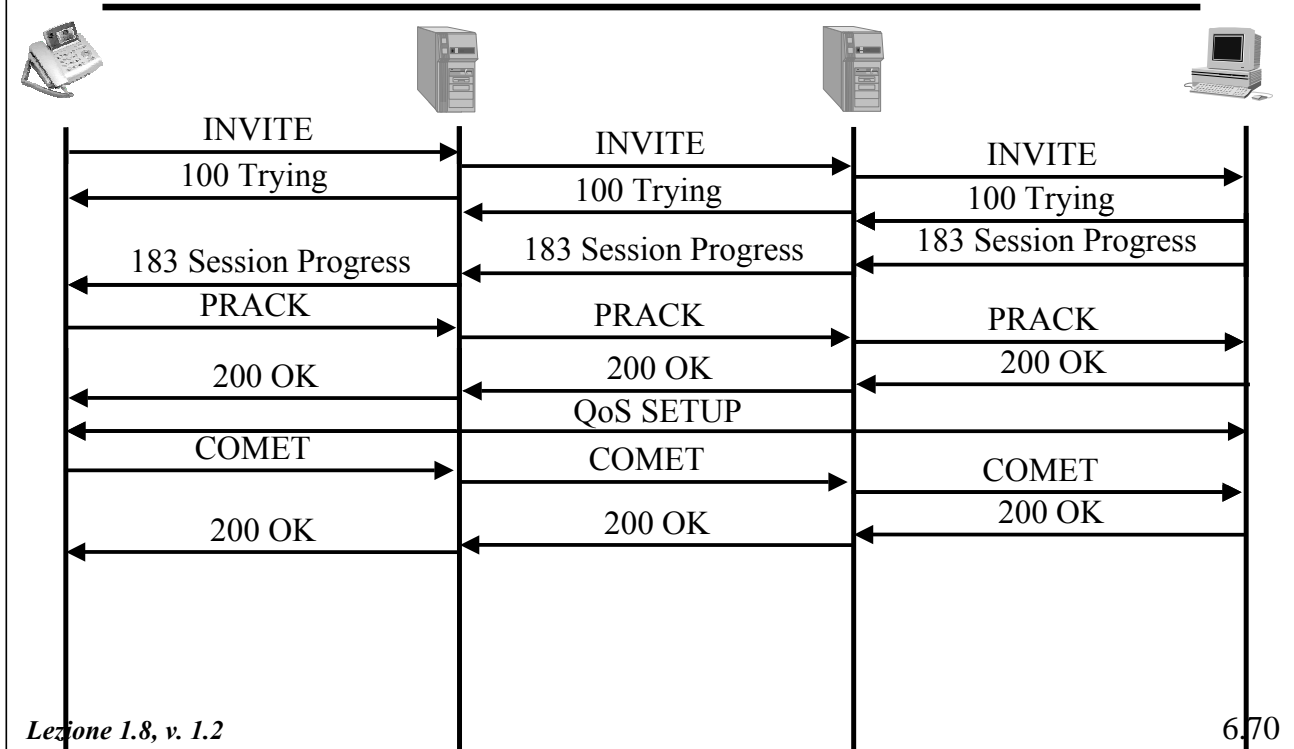 INVITE
INVITE
INVITE
100 Trying
100 Trying
100 Trying
183 Session Progress
183 Session Progress
183 Session Progress
PRACK
PRACK
PRACK
200 OK
200 OK
200 OK
QoS SETUP
COMET
COMET
COMET
200 OK
200 OK
200 OK
Lezione 1.8, v. 1.2
6.70